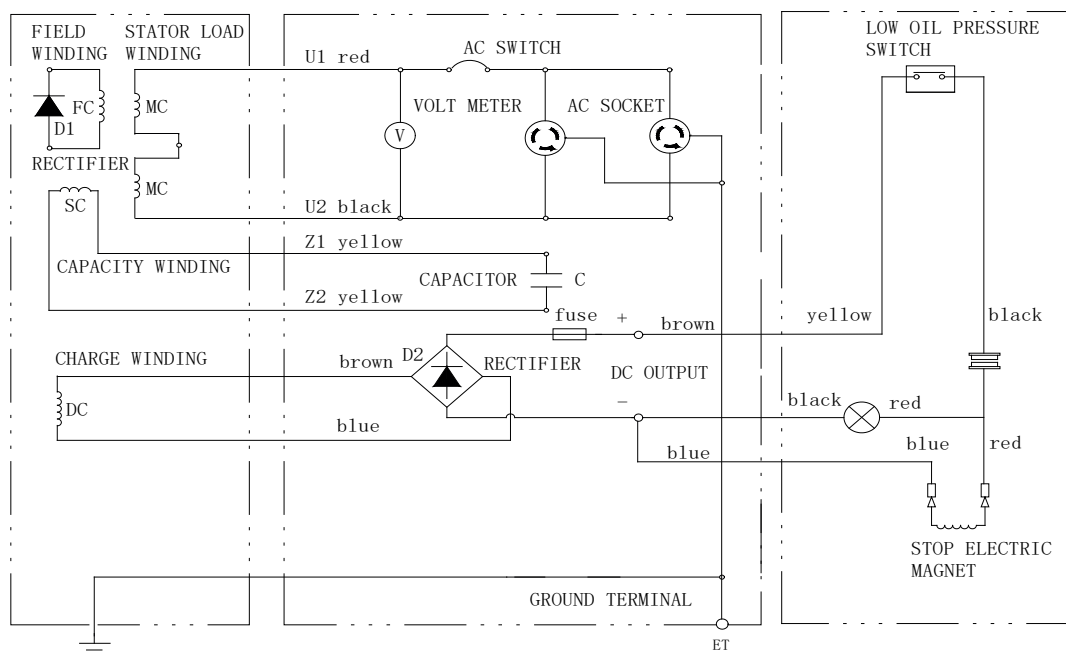 FIELD
WINDING
STATOR LOAD
WINDING
FC
D1
MC
MC
RECTIFIER
SC
CAPACITY WINDING
CHARGE WINDING
DC
U1 red
AC SWITCH
VOLT METER
AC SOCKET
V
U2 black
Z1 yellow
CAPACITOR
C
Z2 yellow
fuse
+
brown
brown
D2
RECTIFIER
DC OUTPUT
−
blue
blue
GROUND TERMINAL
ET
LOW OIL PRESSURE
SWITCH
yellow
black
black
red
blue
red
STOP ELECTRIC
MAGNET